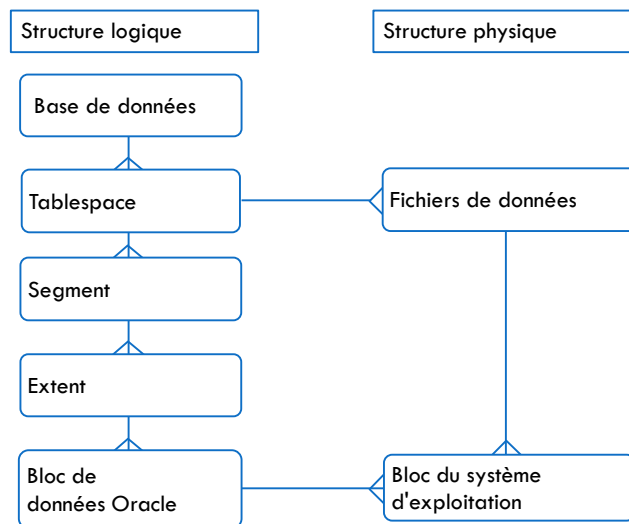 Structure logique
Structure physique
Base de données
Tablespace
Fichiers de données
Segment
Extent
Bloc de
données Oracle
Bloc du système
d'exploitation